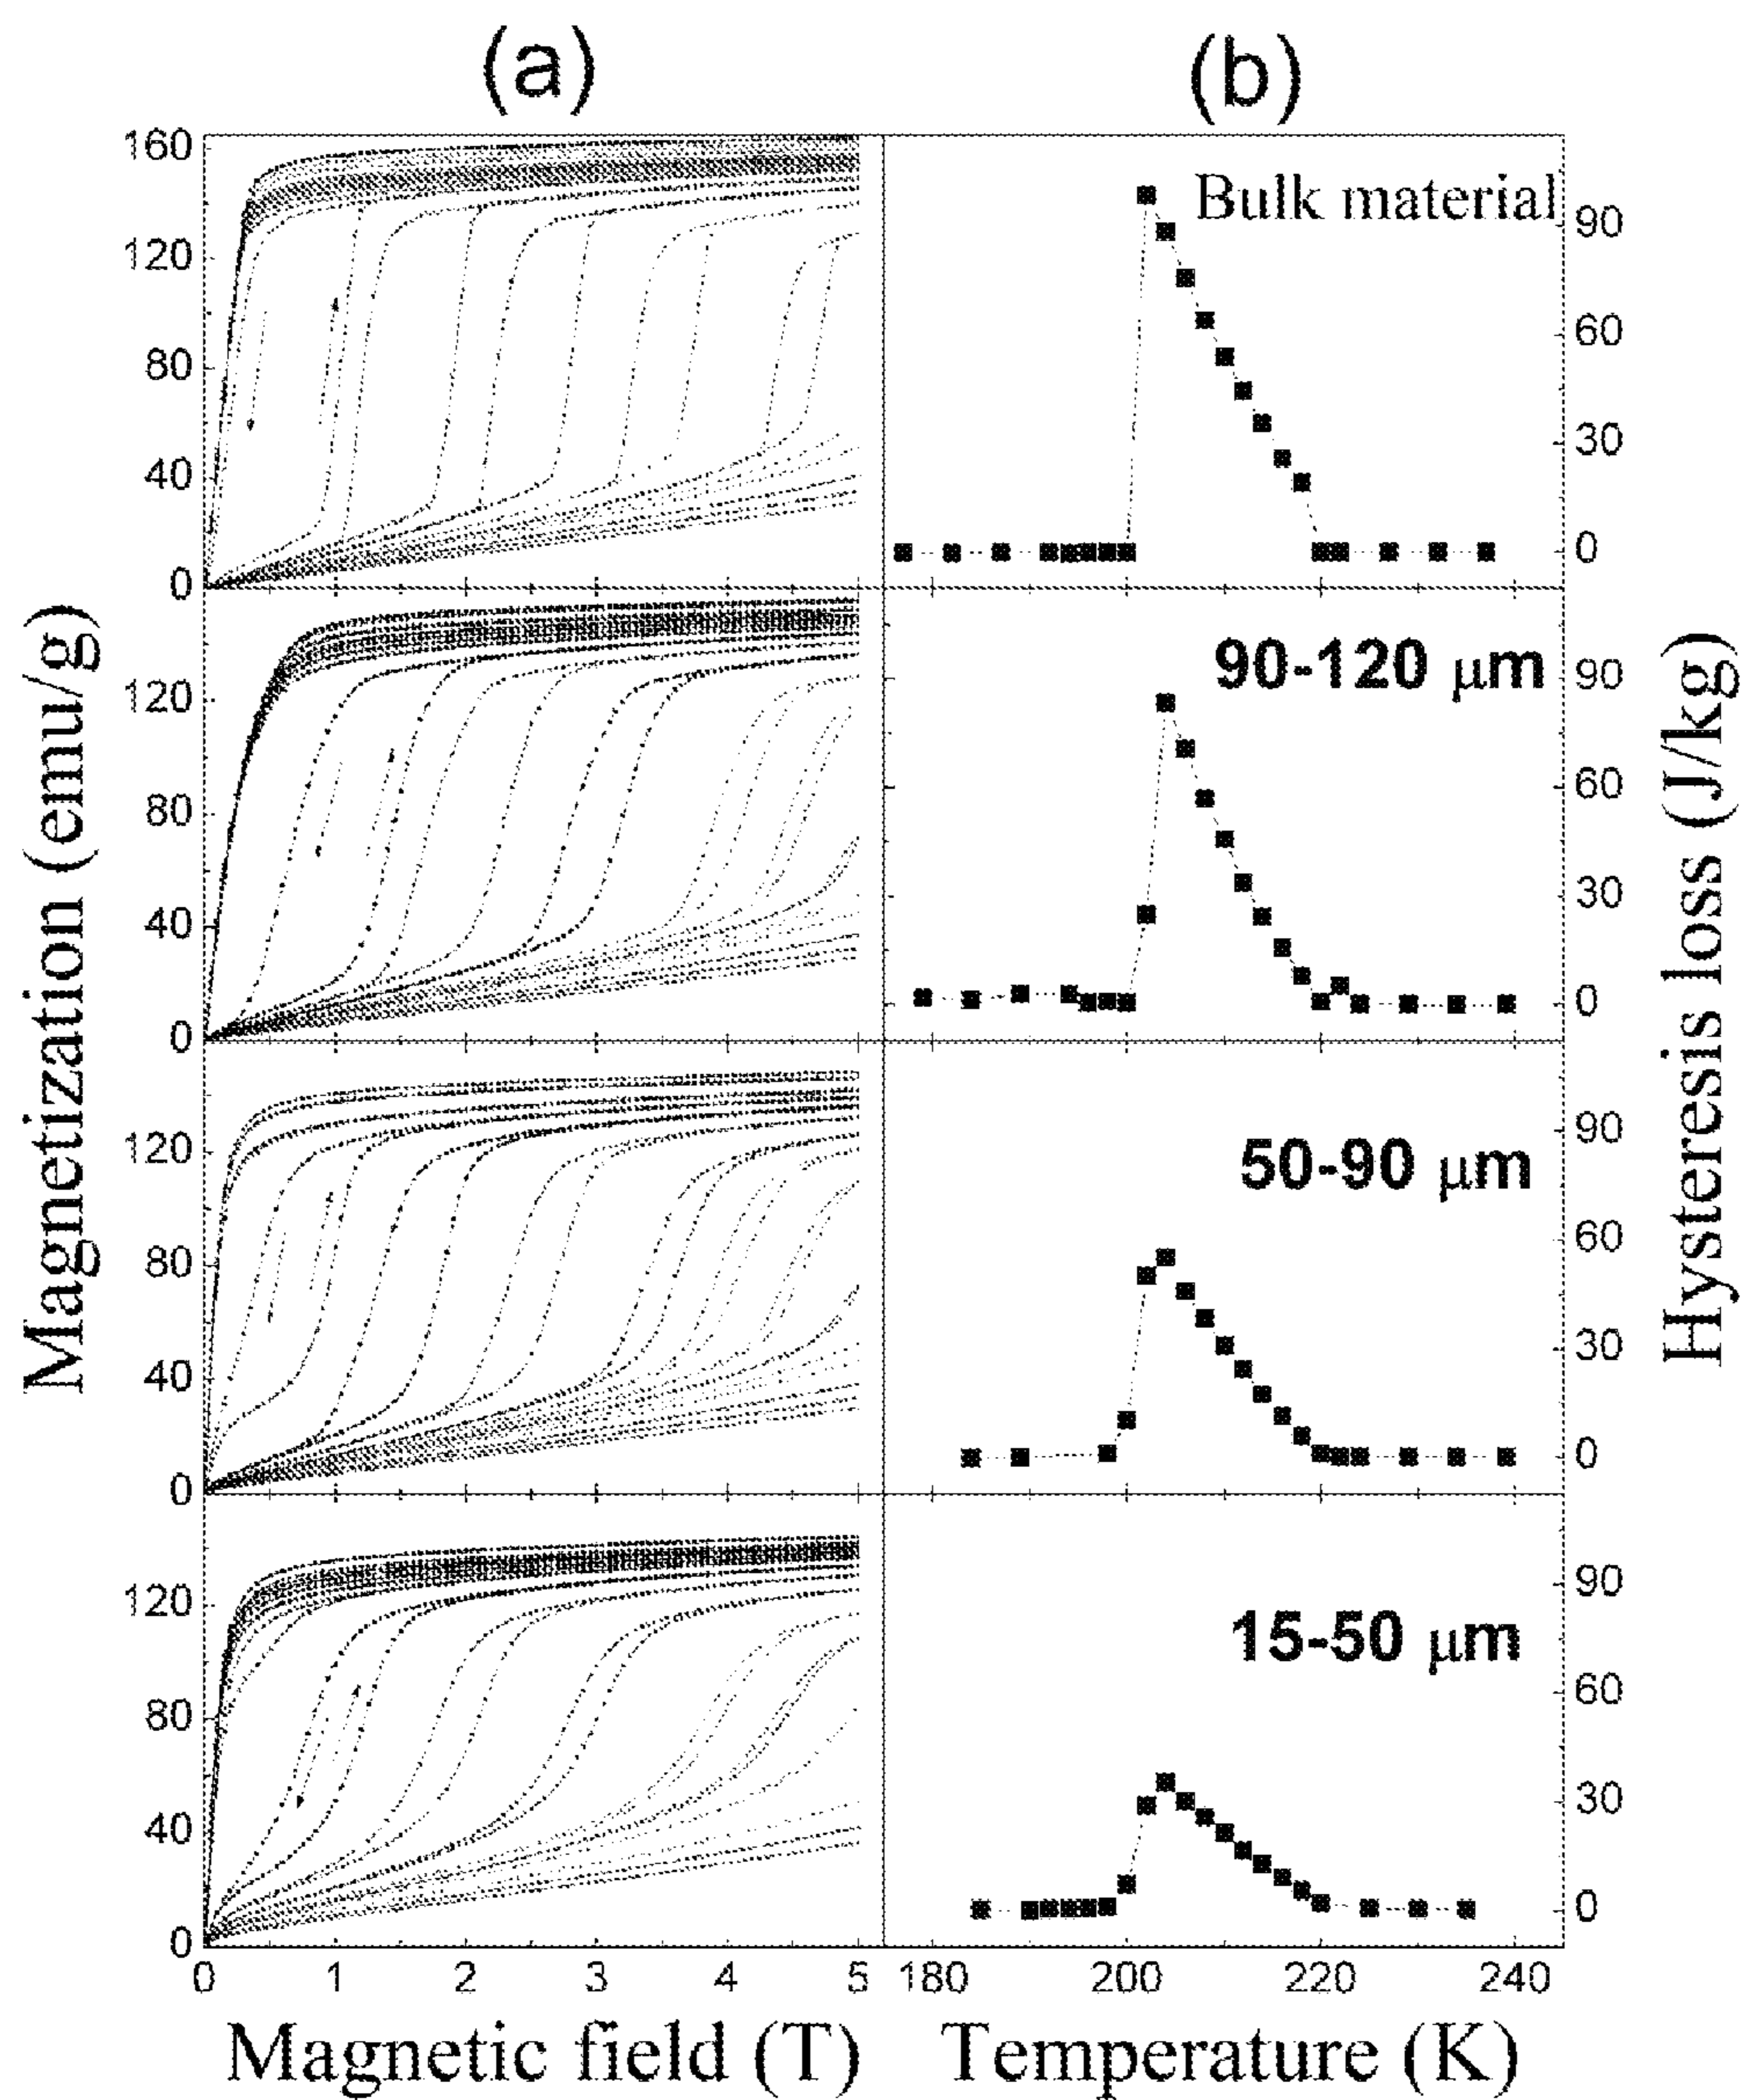 (a)
(b)
160
120
80
40
0
Bulk material
90
60
30
0
120
80
40
0
90-120 μm
90
60
30
0
120
80
40
0
50-90 μm
90
60
30
0
120
80
40
0
15-50 μm
90
60
30
0
0 1 2 3 4 5
180 200 220 240
Magnetization (emu/g)
Hysteresis loss (J/kg)
Magnetic field (T)
Temperature (K)